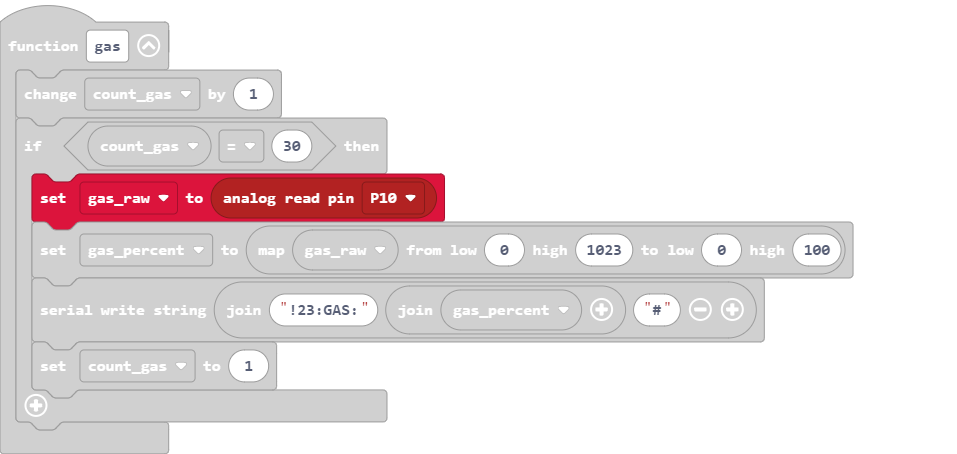 function gas
change count_gas by 1
if count_gas = 30 then
set gas_raw to analog read pin P10
set gas_percent to map gas_raw from low 0 high 1023 to low 0 high 100
serial write string join "!23:GAS:" join gas_percent "#"
set count_gas to 1